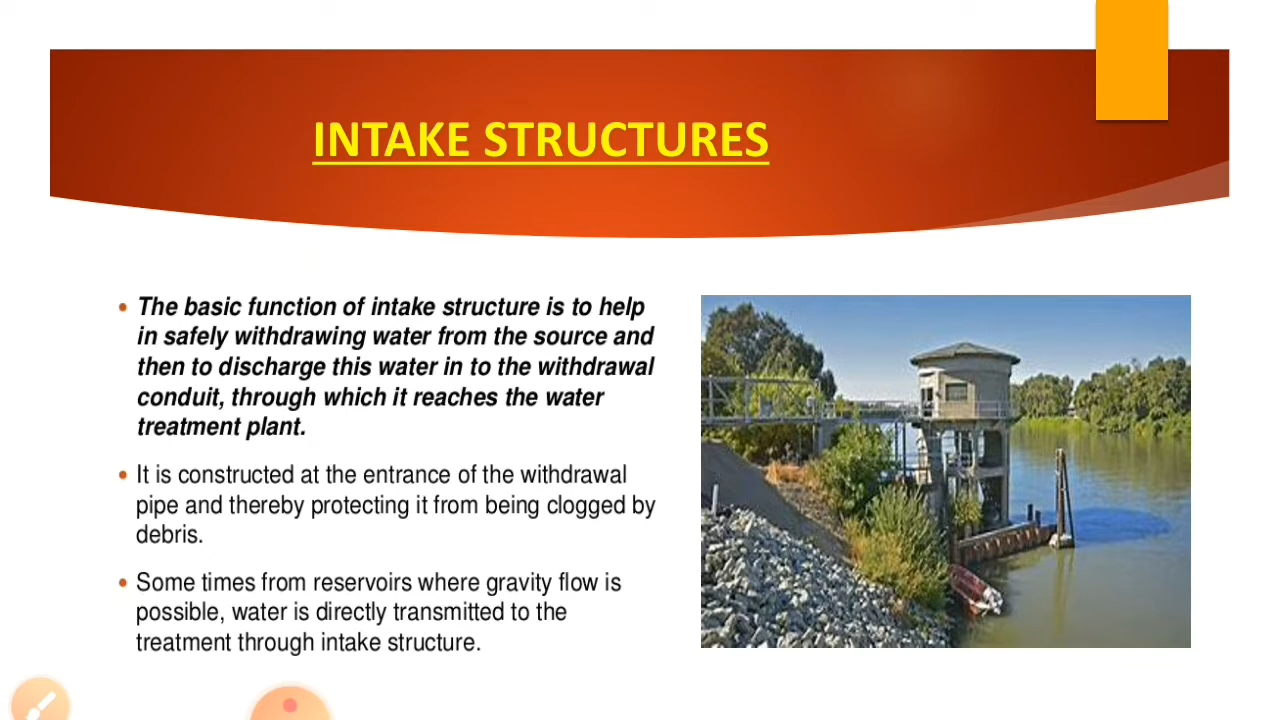 INTAKE STRUCTURES
• The basic function of intake structure is to help
in safely withdrawing water from the source and
then to discharge this water in to the withdrawal
conduit, through which it reaches the water
treatment plant.
• It is constructed at the entrance of the withdrawal
pipe and thereby protecting it from being clogged by
debris.
• Some times from reservoirs where gravity flow is
possible, water is directly transmitted to the
treatment through intake structure.